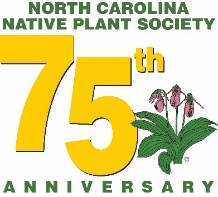 NORTH CAROLINA
NATIVE PLANT SOCIETY
75th
ANNIVERSARY